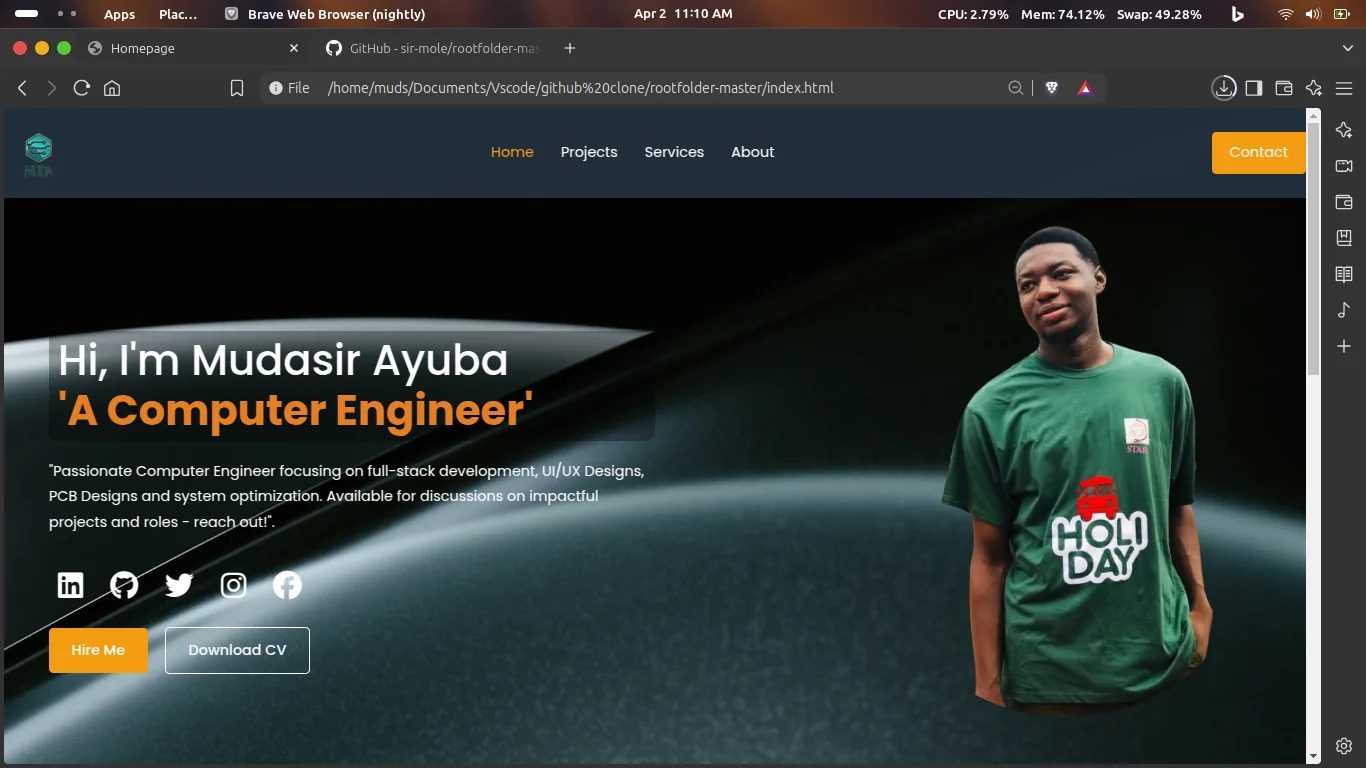 Apps Plac... Brave Web Browser (nightly) Apr 2 11:10 AM CPU: 2.79% Mem: 74.12% Swap: 49.28%
Homepage GitHub - sir-mole/rootfolder-mas
File /home/muds/Documents/Vscode/github%20clone/rootfolder-master/index.html
MUDA
Home Projects Services About Contact
Hi, I'm Mudasir Ayuba
'A Computer Engineer'
"Passionate Computer Engineer focusing on full-stack development, UI/UX Designs,
PCB Designs and system optimization. Available for discussions on impactful
projects and roles - reach out!".
Hire Me Download CV
STAR
HOLI
DAY